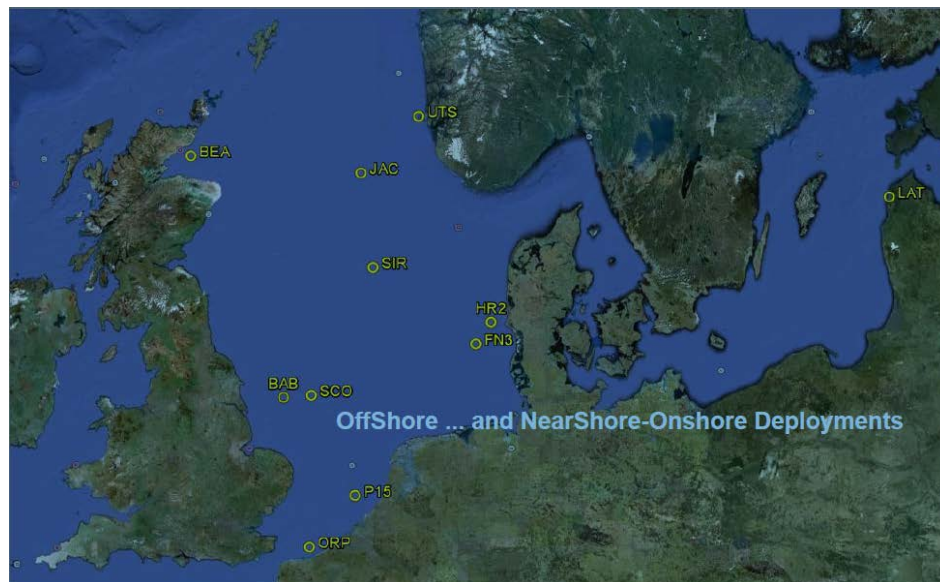 UTS
BEA
JAC
LAT
SIR
HR2
FN3
BAB
SCO
OffShore ... and NearShore-Onshore Deployments
P15
ORP